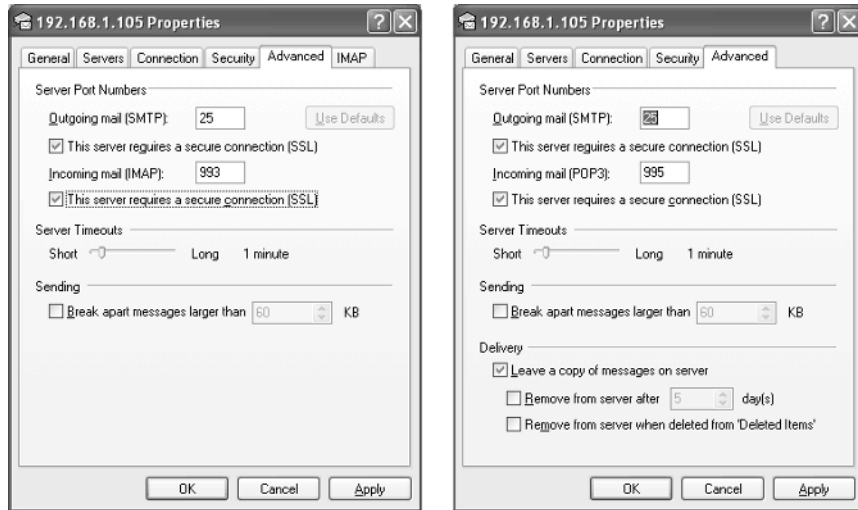 192.168.1.105 Properties
General Servers Connection Security Advanced IMAP
Server Port Numbers
Outgoing mail (SMTP): 25 Use Defaults
This server requires a secure connection (SSL)
Incoming mail (IMAP): 993
This server requires a secure connection (SSL)
Server Timeouts
Short Long 1 minute
Sending
Break apart messages larger than 60 KB
OK Cancel Apply
192.168.1.105 Properties
General Servers Connection Security Advanced
Server Port Numbers
Outgoing mail (SMTP): 25 Use Defaults
This server requires a secure connection (SSL)
Incoming mail (POP3): 995
This server requires a secure connection (SSL)
Server Timeouts
Short Long 1 minute
Sending
Break apart messages larger than 60 KB
Delivery
Leave a copy of messages on server
Remove from server after 5 day(s)
Remove from server when deleted from 'Deleted Items'
OK Cancel Apply